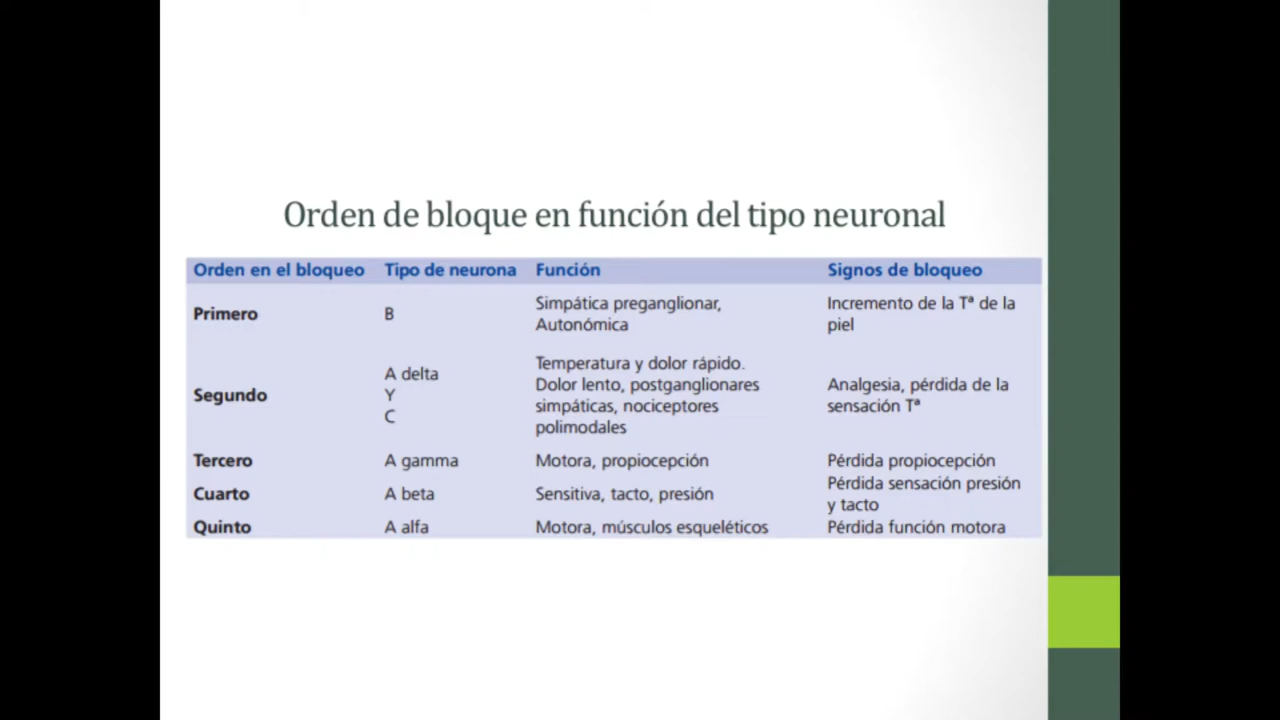 Orden de bloque en función del tipo neuronal
Orden en el bloqueo Tipo de neurona Función Signos de bloqueo
Primero B Simpática preganglionar, Autonómica Incremento de la Tª de la piel
Segundo A delta Y C Temperatura y dolor rápido. Dolor lento, postganglionares simpáticas, nociceptores polimodales Analgesia, pérdida de la sensación Tª
Tercero A gamma Motora, propiocepción Pérdida propiocepción
Cuarto A beta Sensitiva, tacto, presión Pérdida sensación presión y tacto
Quinto A alfa Motora, músculos esqueléticos Pérdida función motora